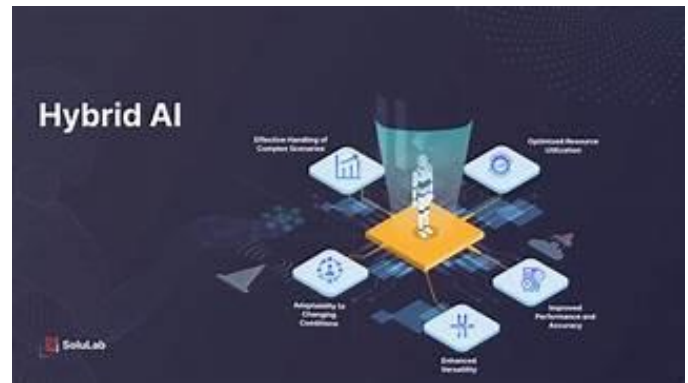 Hybrid AI
Effective Handling of
Complex Scenarios
Optimized Resource
Utilization
Adaptability to
Changing
Conditions
Improved
Performance and
Accuracy
Enhanced
Versatility
SoluLab